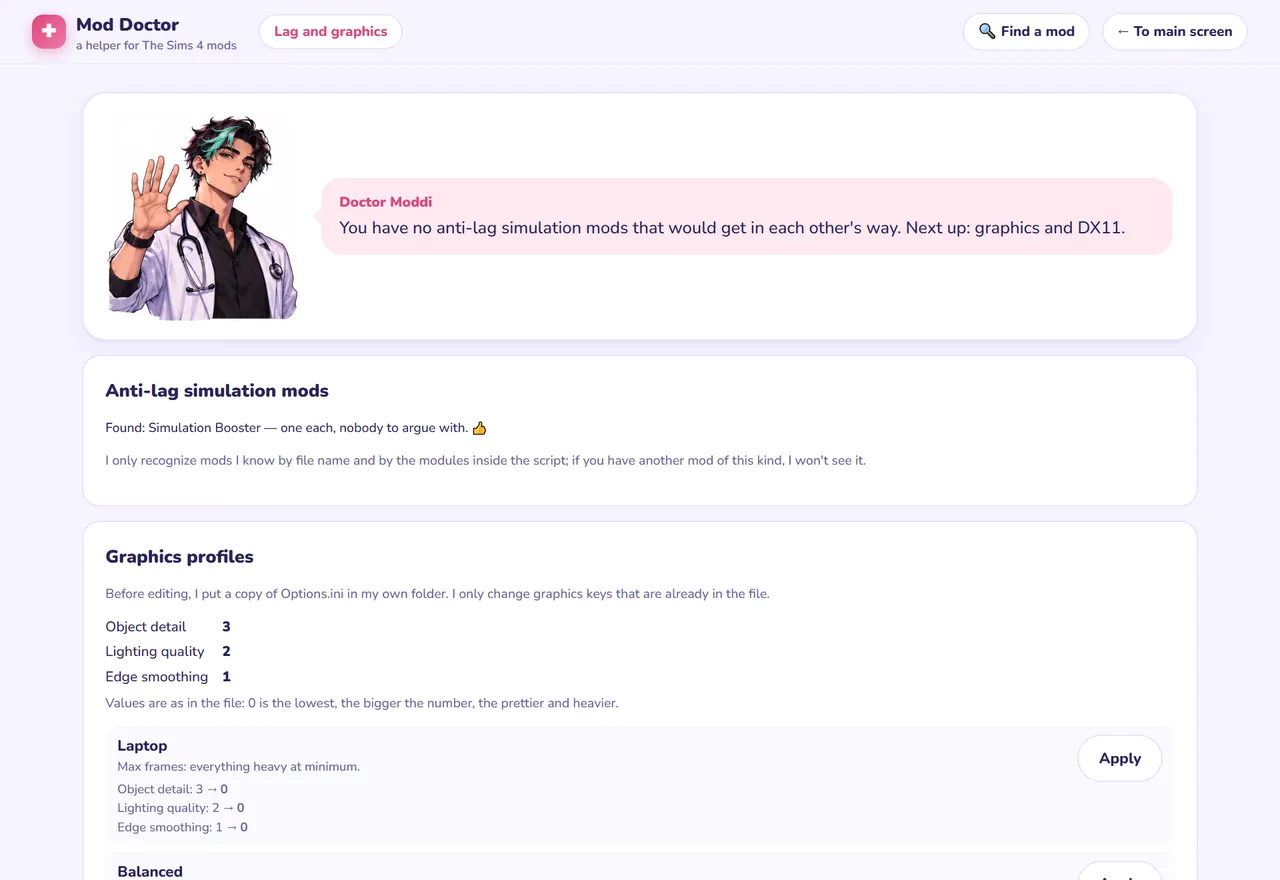 Mod Doctor
a helper for The Sims 4 mods
Lag and graphics
🔍 Find a mod
← To main screen
Doctor Moddi
You have no anti-lag simulation mods that would get in each other's way. Next up: graphics and DX11.
Anti-lag simulation mods
Found: Simulation Booster — one each, nobody to argue with. 👍
I only recognize mods I know by file name and by the modules inside the script; if you have another mod of this kind, I won't see it.
Graphics profiles
Before editing, I put a copy of Options.ini in my own folder. I only change graphics keys that are already in the file.
Object detail 3
Lighting quality 2
Edge smoothing 1
Values are as in the file: 0 is the lowest, the bigger the number, the prettier and heavier.
Laptop
Max frames: everything heavy at minimum.
Object detail: 3 → 0
Lighting quality: 2 → 0
Edge smoothing: 1 → 0
Apply
Balanced